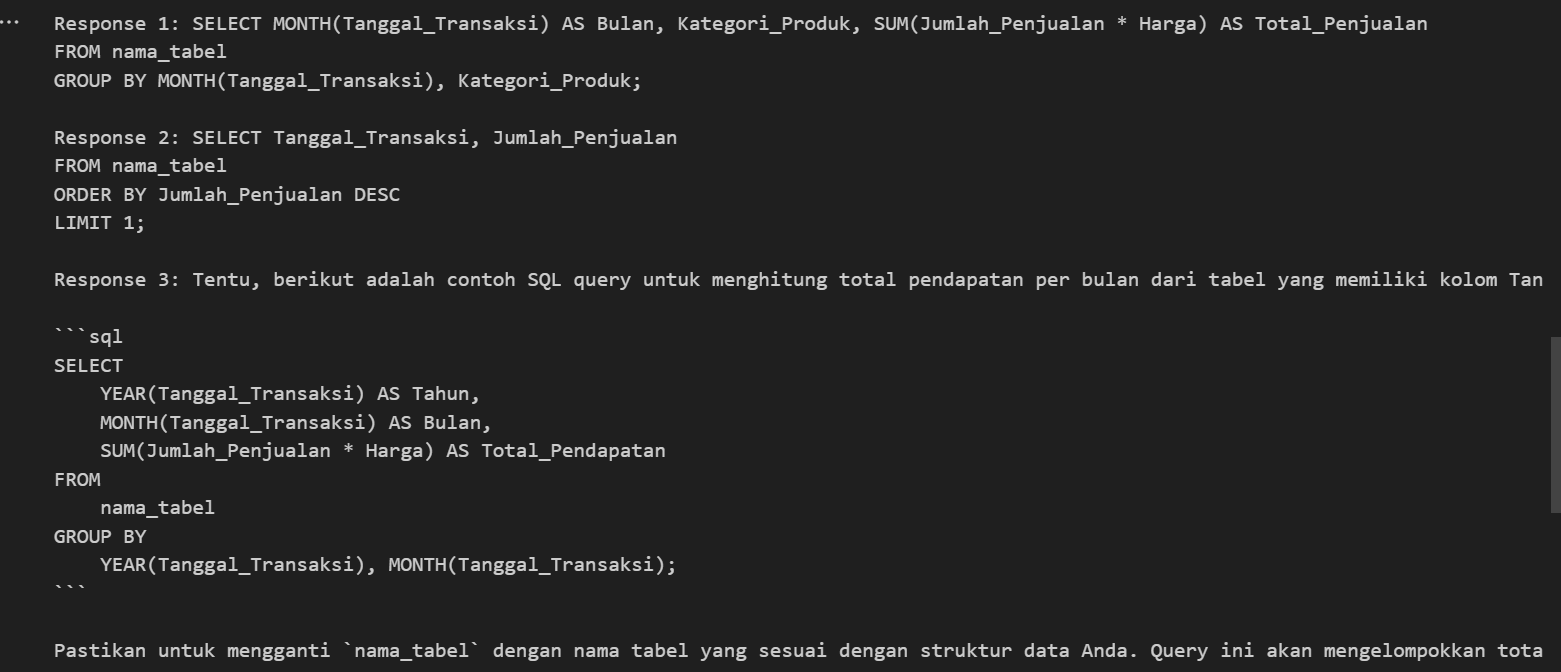 Response 1: SELECT MONTH(Tanggal_Transaksi) AS Bulan, Kategori_Produk, SUM(Jumlah_Penjualan * Harga) AS Total_Penjualan
FROM nama_tabel
GROUP BY MONTH(Tanggal_Transaksi), Kategori_Produk;
Response 2: SELECT Tanggal_Transaksi, Jumlah_Penjualan
FROM nama_tabel
ORDER BY Jumlah_Penjualan DESC
LIMIT 1;
Response 3: Tentu, berikut adalah contoh SQL query untuk menghitung total pendapatan per bulan dari tabel yang memiliki kolom Tan
```sql
SELECT
    YEAR(Tanggal_Transaksi) AS Tahun,
    MONTH(Tanggal_Transaksi) AS Bulan,
    SUM(Jumlah_Penjualan * Harga) AS Total_Pendapatan
FROM
    nama_tabel
GROUP BY
    YEAR(Tanggal_Transaksi), MONTH(Tanggal_Transaksi);
```
Pastikan untuk mengganti `nama_tabel` dengan nama tabel yang sesuai dengan struktur data Anda. Query ini akan mengelompokkan tota